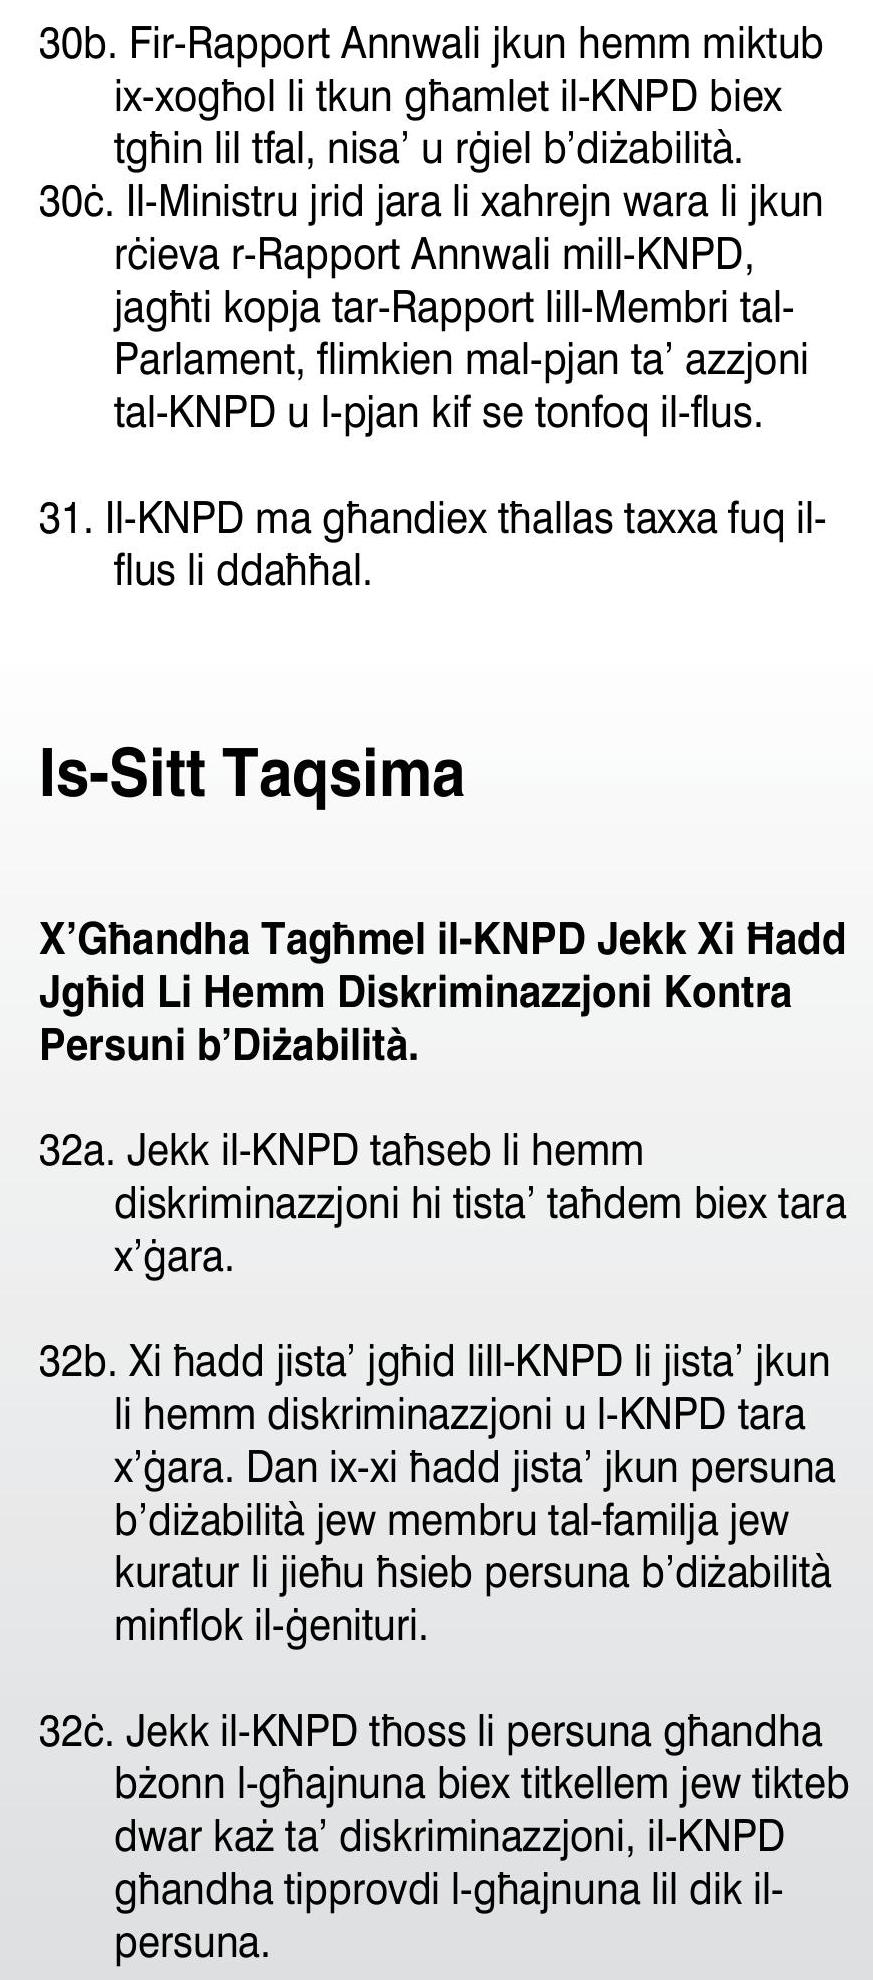 30b. Fir-Rapport Annwali jkun hemm miktub
ix-xogħol li tkun għamlet il-KNPD biex
tgħin lil tfal, nisa’ u rġiel b’diżabilità.
30ċ. Il-Ministru jrid jara li xahrejn wara li jkun
rċieva r-Rapport Annwali mill-KNPD,
jagħti kopja tar-Rapport lill-Membri tal-
Parlament, flimkien mal-pjan ta’ azzjoni
tal-KNPD u l-pjan kif se tonfoq il-flus.
31. Il-KNPD ma għandiex tħallas taxxa fuq il-
flus li ddaħħal.
Is-Sitt Taqsima
X’Għandha Tagħmel il-KNPD Jekk Xi Ħadd
Jgħid Li Hemm Diskriminazzjoni Kontra
Persuni b’Diżabilità.
32a. Jekk il-KNPD taħseb li hemm
diskriminazzjoni hi tista’ taħdem biex tara
x’ġara.
32b. Xi ħadd jista’ jgħid lill-KNPD li jista’ jkun
li hemm diskriminazzjoni u l-KNPD tara
x’ġara. Dan ix-xi ħadd jista’ jkun persuna
b’diżabilità jew membru tal-familja jew
kuratur li jieħu ħsieb persuna b’diżabilità
minflok il-ġenituri.
32ċ. Jekk il-KNPD tħoss li persuna għandha
bżonn l-għajnuna biex titkellem jew tikteb
dwar każ ta’ diskriminazzjoni, il-KNPD
għandha tipprovdi l-għajnuna lil dik il-
persuna.